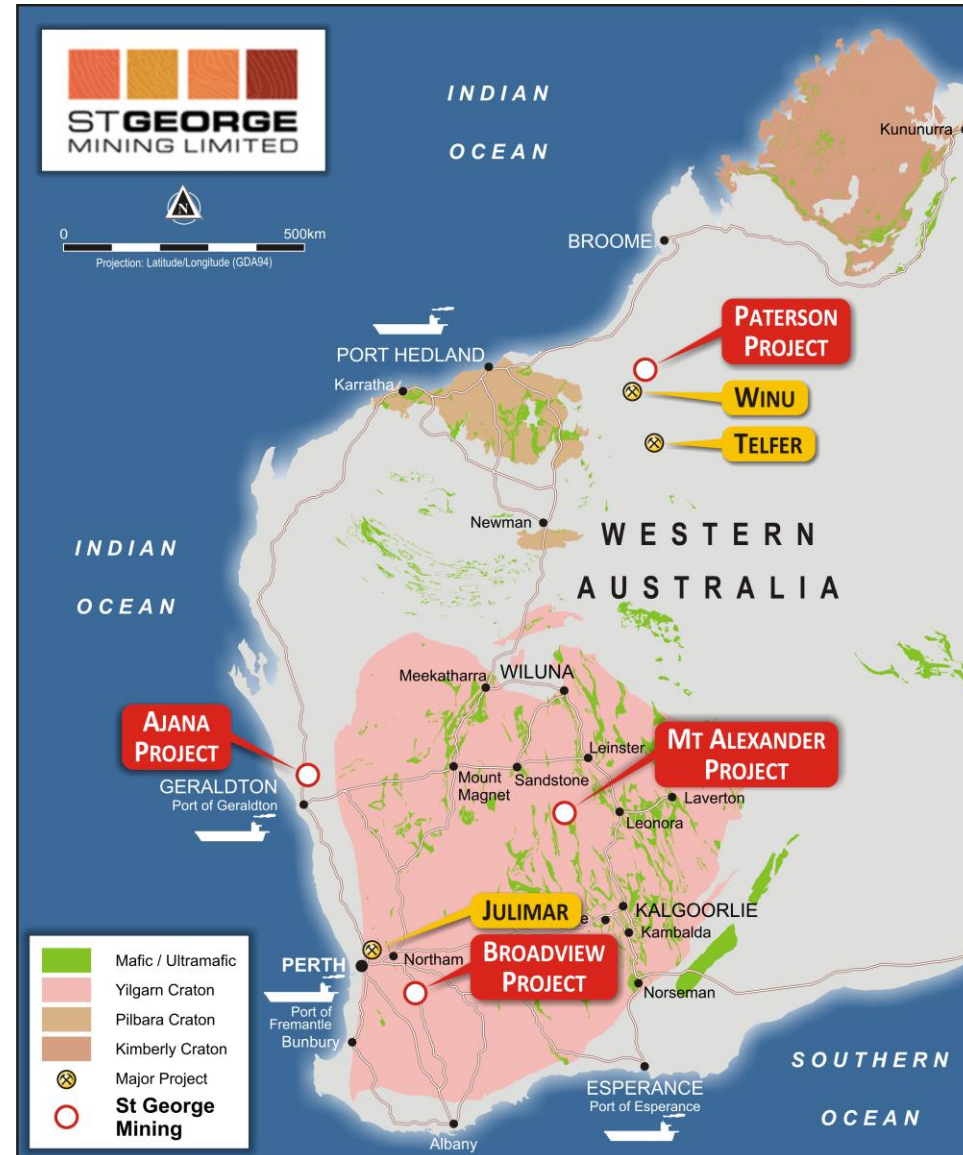 STGEORGE
MINING LIMITED
N
0 500km
Projection: Latitude/Longitude (GDA94)
INDIAN
OCEAN
Kununurra
BROOME
PATERSON
PROJECT
PORT HEDLAND
Karratha
WINU
TELFER
Newman
WESTERN
AUSTRALIA
INDIAN
OCEAN
Meekatharra
WILUNA
AJANA
PROJECT
MT ALEXANDER
PROJECT
Leinster
Mount
Magnet
Sandstone
GERALDTON
Port of Geraldton
Laverton
Leonora
JULIMAR
KALGOORLIE
e
Kambalda
BROADVIEW
PROJECT
PERTH
Northam
Norseman
Port of
Fremantle
Bunbury
ESPERANCE
Port of Esperance
Albany
SOUTHERN
OCEAN
Mafic / Ultramafic
Yilgarn Craton
Pilbara Craton
Kimberly Craton
Major Project
St George
Mining